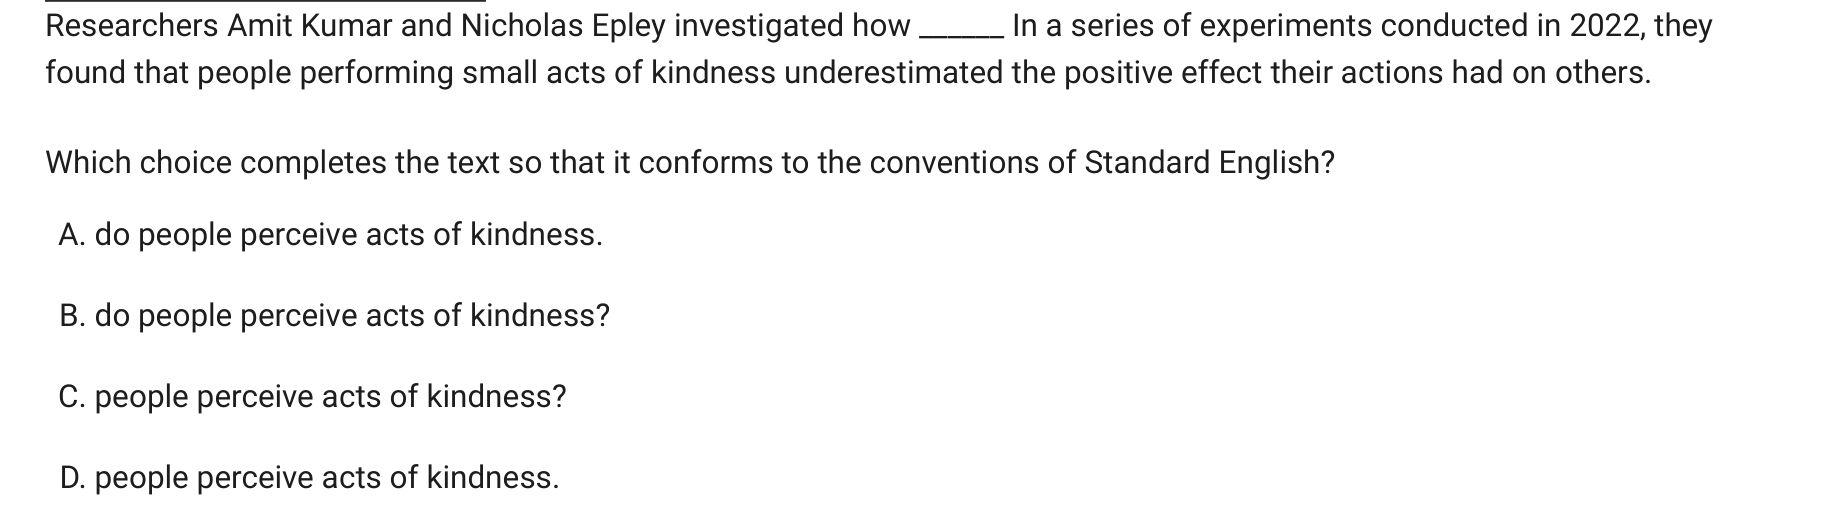 Researchers Amit Kumar and Nicholas Epley investigated how ______ In a series of experiments conducted in 2022, they
found that people performing small acts of kindness underestimated the positive effect their actions had on others.
Which choice completes the text so that it conforms to the conventions of Standard English?
A. do people perceive acts of kindness.
B. do people perceive acts of kindness?
C. people perceive acts of kindness?
D. people perceive acts of kindness.